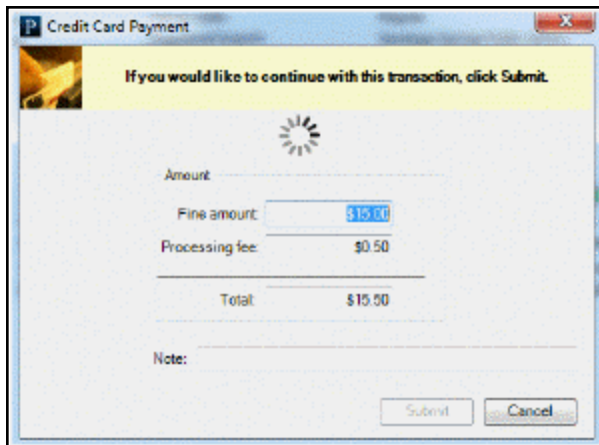 P Credit Card Payment
X
If you would like to continue with this transaction, click Submit.
Amount
Fine amount: $15.00
Processing fee: $0.50
Total: $15.50
Note:
Submit Cancel